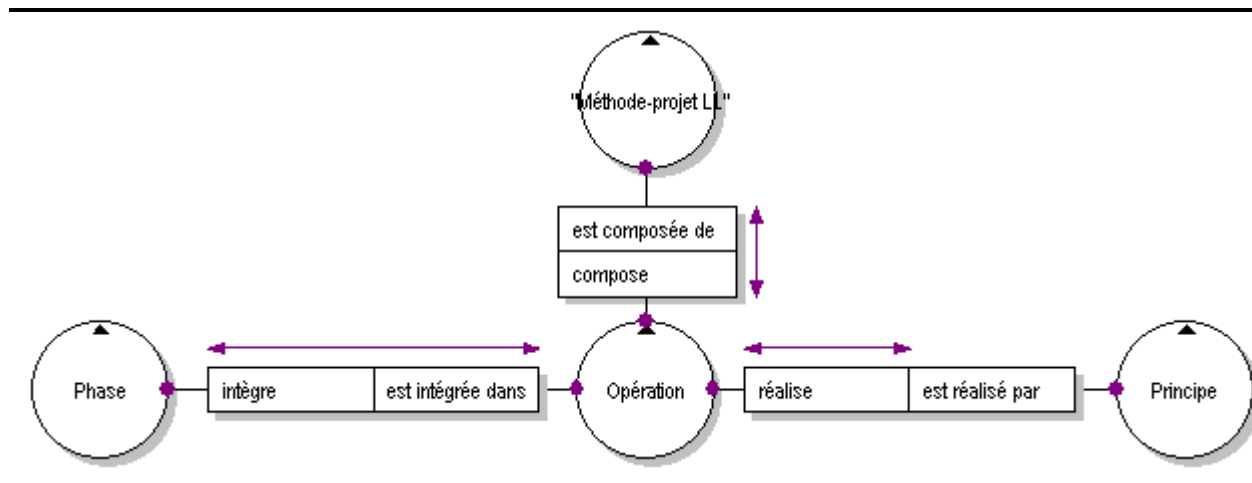 "Méthode-projet LL"
est composée de
compose
Phase
intègre
est intégrée dans
Opération
réalise
est réalisé par
Principe